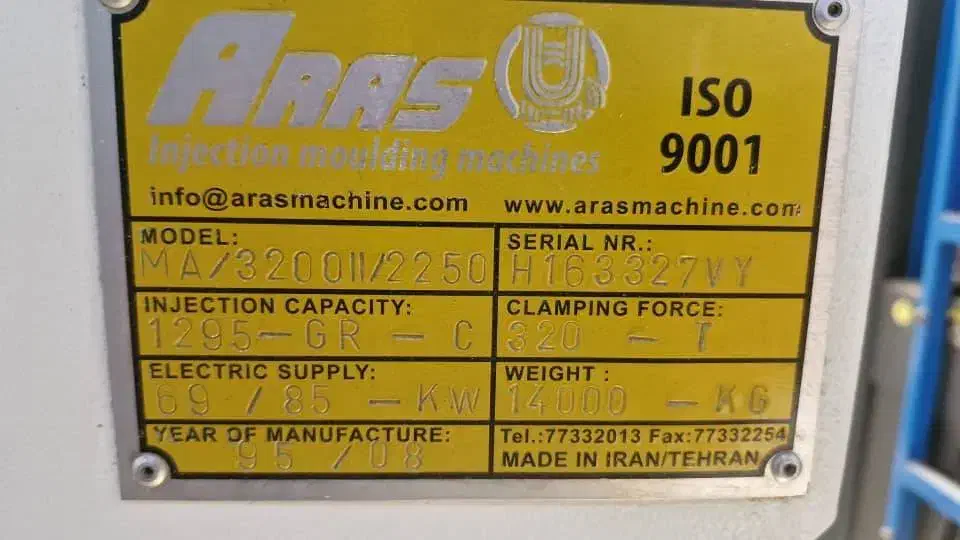 ARAS
Injection moulding machines
ISO
9001
info@arasmachine.com www.arasmachine.com
MODEL:
MA/3200II/2250
SERIAL NR.:
H163327VY
INJECTION CAPACITY:
1295-GR - C
CLAMPING FORCE:
320 - T
ELECTRIC SUPPLY:
69 / 85 - KW
WEIGHT :
14000 - KG
YEAR OF MANUFACTURE:
95 / 08
Tel.:77332013 Fax:77332254
MADE IN IRAN/TEHRAN